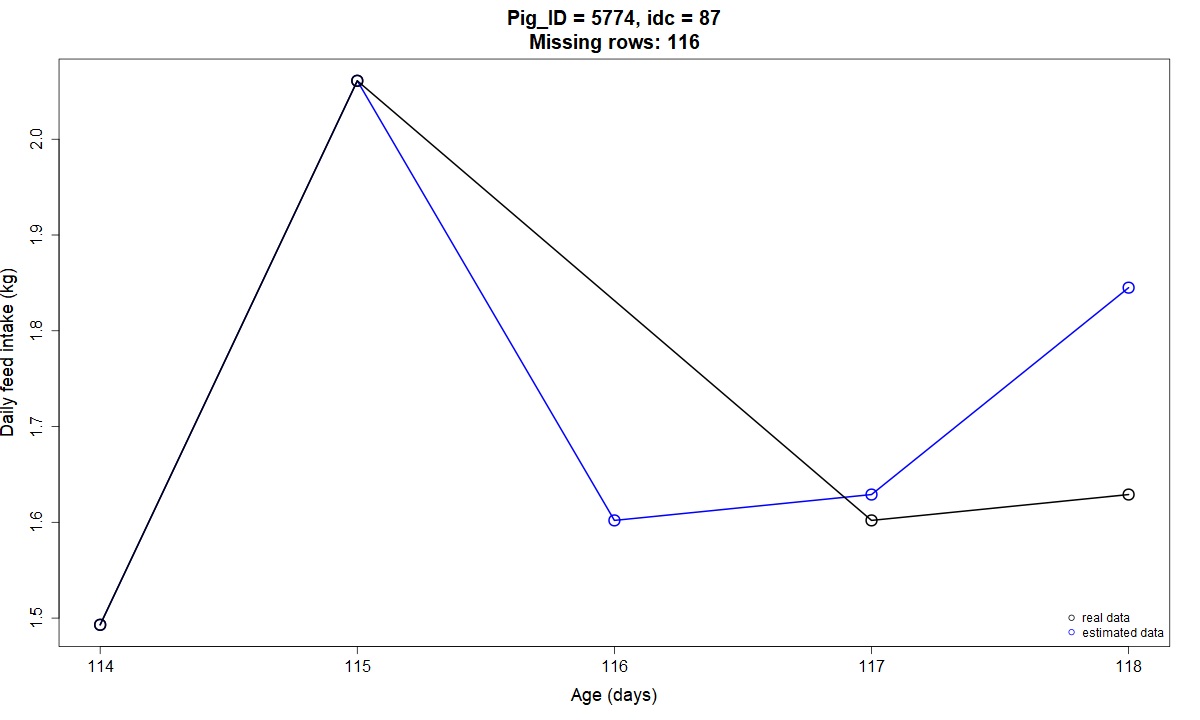 Pig_ID = 5774, idc = 87
Missing rows: 116
Daily feed intake (kg)
2.0
1.9
1.8
1.7
1.6
1.5
114 115 116 117 118
Age (days)
real data
estimated data